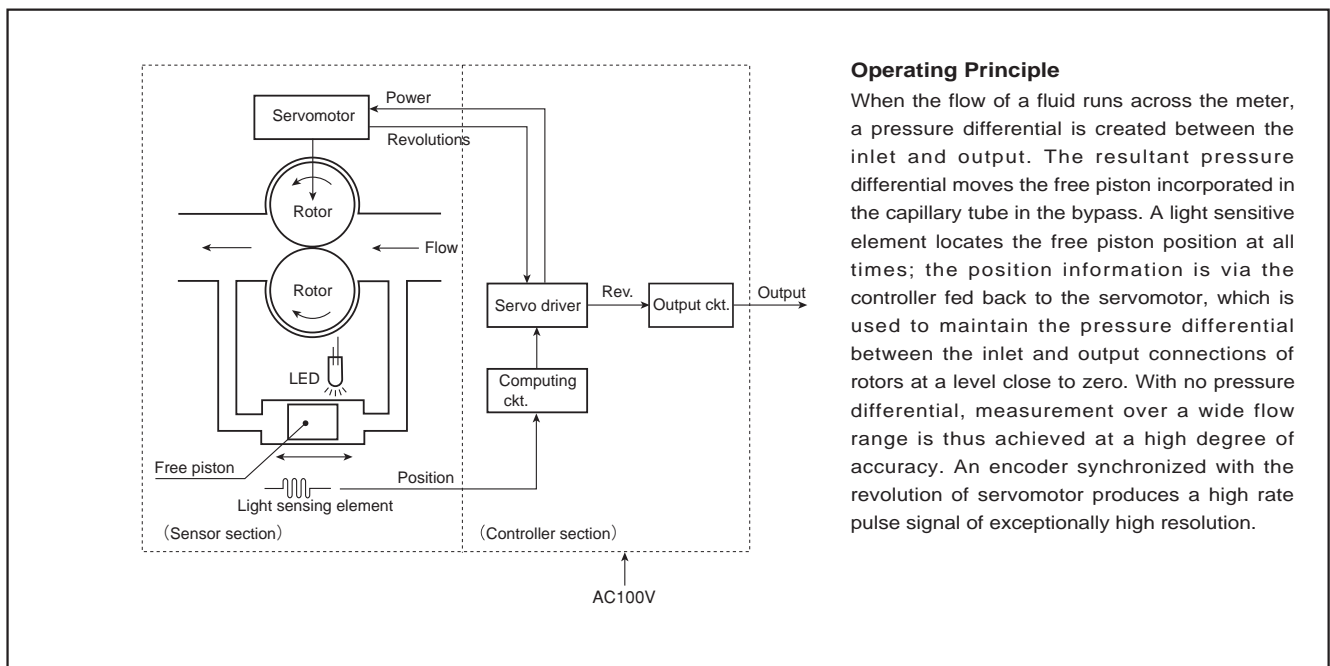 Power
Servomotor
Revolutions
Rotor
Flow
Rotor
LED
Free piston
Position
Light sensing element
(Sensor section)
Servo driver
Rev.
Output ckt.
Output
Computing
ckt.
(Controller section)
AC100V
Operating Principle
When the flow of a fluid runs across the meter,
a pressure differential is created between the
inlet and output. The resultant pressure
differential moves the free piston incorporated in
the capillary tube in the bypass. A light sensitive
element locates the free piston position at all
times; the position information is via the
controller fed back to the servomotor, which is
used to maintain the pressure differential
between the inlet and output connections of
rotors at a level close to zero. With no pressure
differential, measurement over a wide flow
range is thus achieved at a high degree of
accuracy. An encoder synchronized with the
revolution of servomotor produces a high rate
pulse signal of exceptionally high resolution.